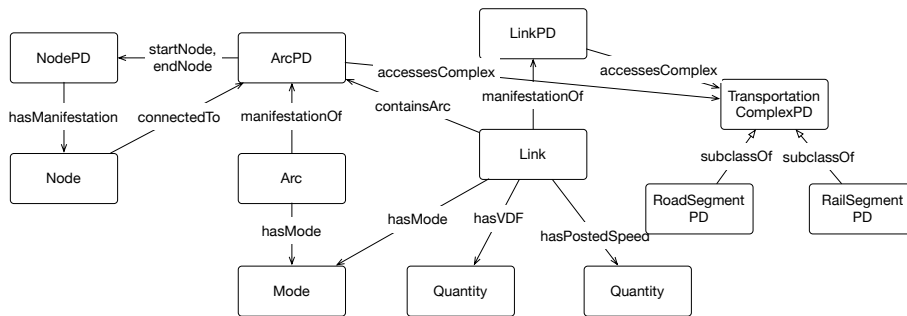 LinkPD
NodePD
startNode,
endNode
ArcPD
accessesComplex
accessesComplex
hasManifestation
connectedTo
manifestationOf
containsArc
manifestationOf
Transportation
ComplexPD
Node
Arc
Link
subclassOf
subclassOf
RoadSegment
PD
RailSegment
PD
hasMode
hasMode
hasVDF
hasPostedSpeed
Mode
Quantity
Quantity